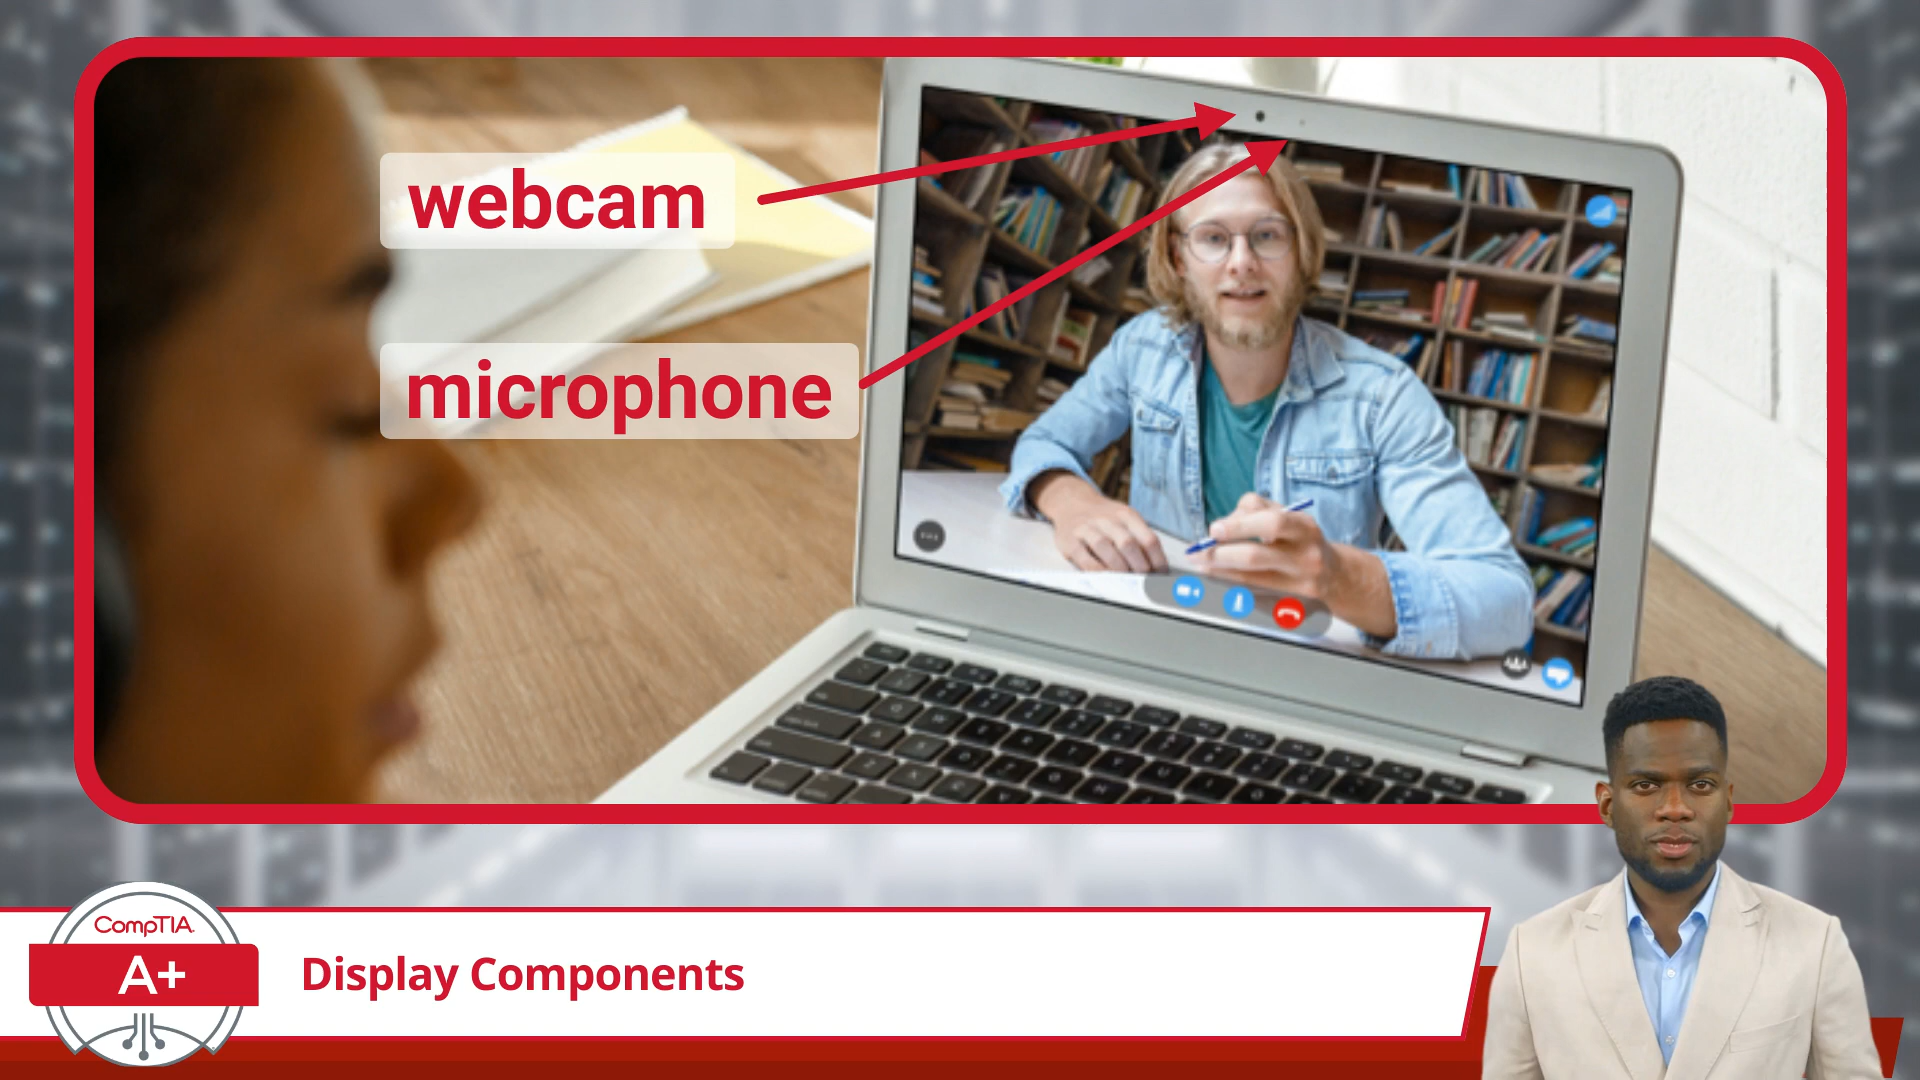 webcam
microphone
CompTIA
A+
Display Components